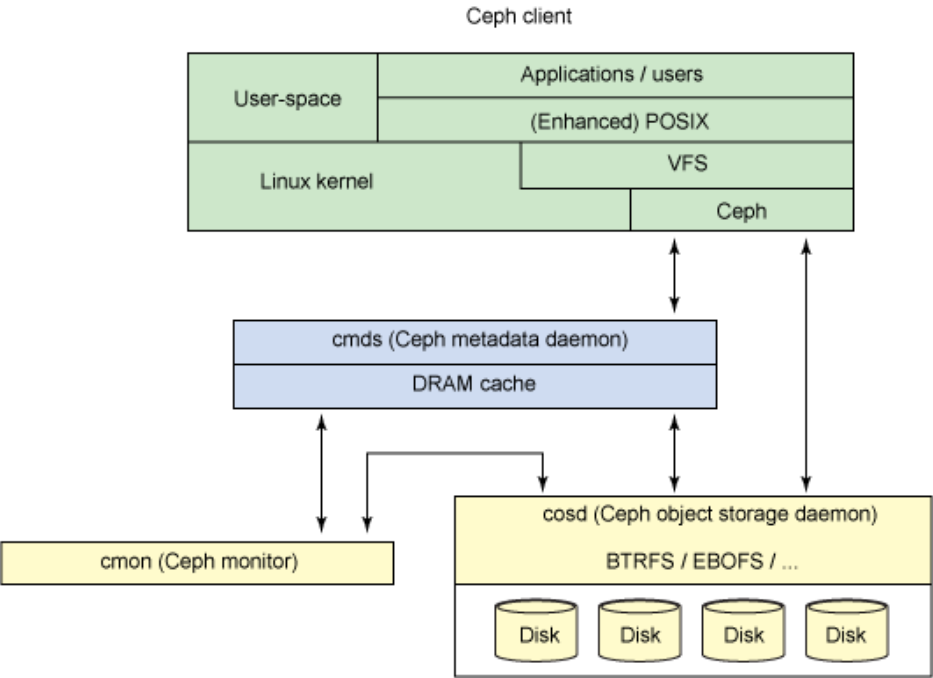 Ceph client
User-space
Applications / users
(Enhanced) POSIX
Linux kernel
VFS
Ceph
cmds (Ceph metadata daemon)
DRAM cache
cmon (Ceph monitor)
cosd (Ceph object storage daemon)
BTRFS / EBOFS / ...
Disk
Disk
Disk
Disk